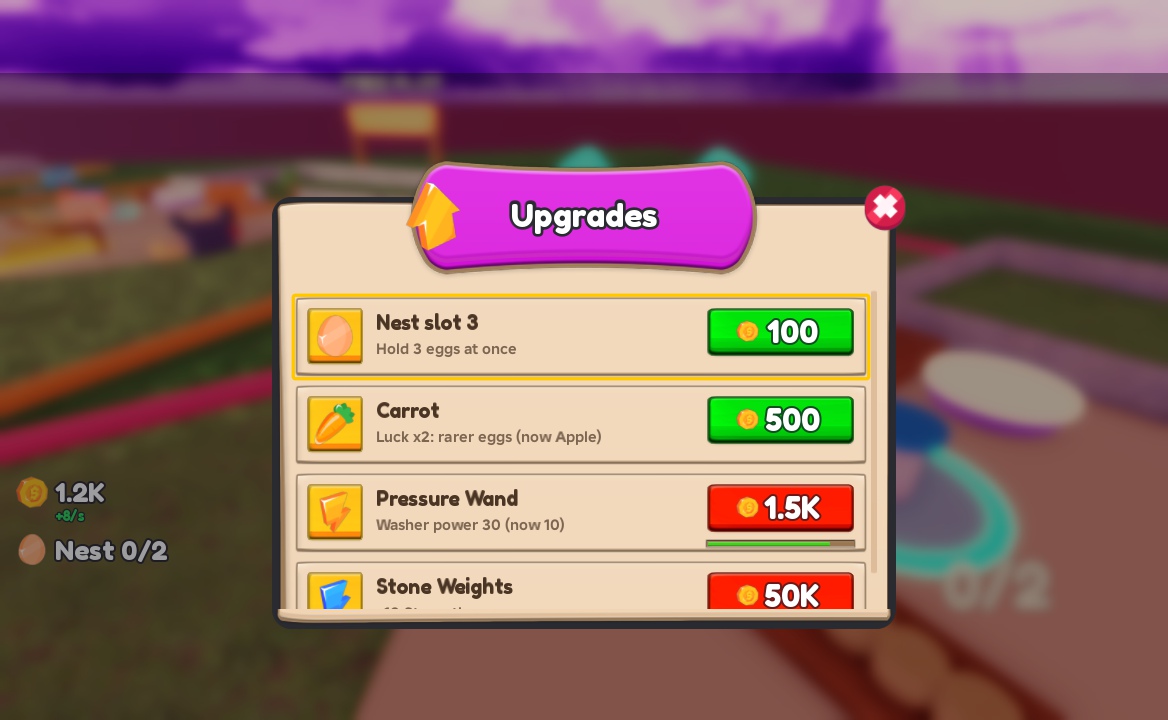 Upgrades
Nest slot 3
Hold 3 eggs at once
100
Carrot
Luck x2: rarer eggs (now Apple)
500
Pressure Wand
Washer power 30 (now 10)
1.5K
Stone Weights
50K
1.2K
+8/s
Nest 0/2
0/2